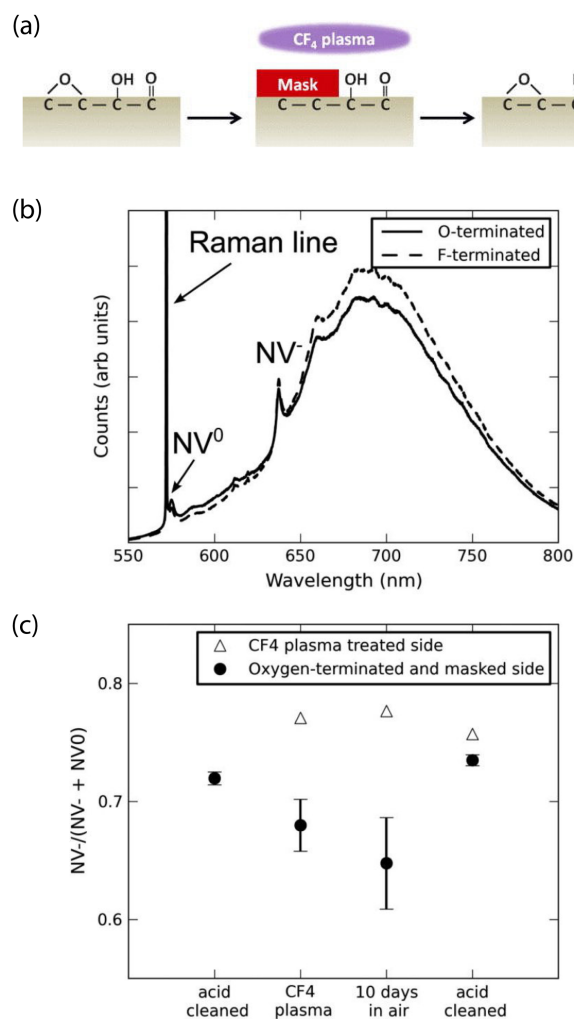 (a)
CF₄ plasma
O OH O
C — C — C — C
Mask
OH O
C — C — C — C
O
C — C — C
(b)
Counts (arb units)
O-terminated
F-terminated
Raman line
NV⁻
NV⁰
550 600 650 700 750 800
Wavelength (nm)
(c)
NV-/(NV- + NV0)
CF4 plasma treated side
Oxygen-terminated and masked side
0.8
0.7
0.6
acid cleaned
CF4 plasma
10 days in air
acid cleaned